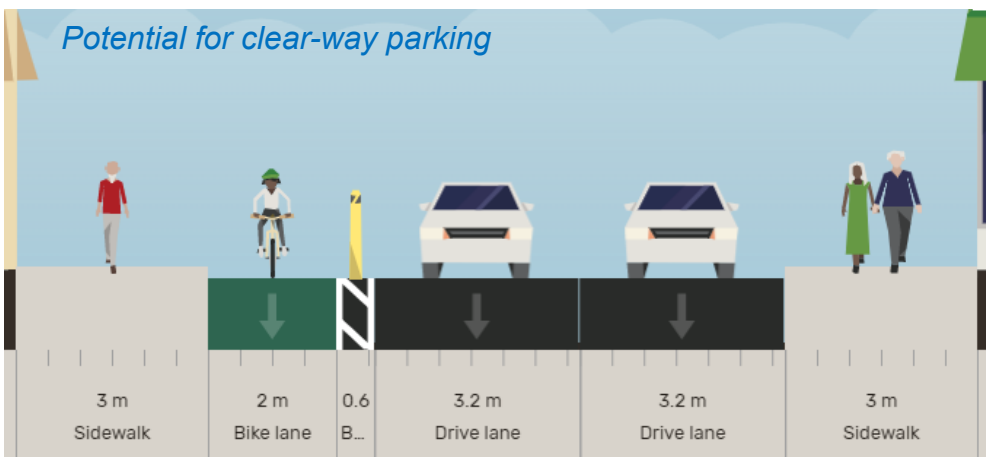 Potential for clear-way parking
3 m 2 m 0.6 3.2 m 3.2 m 3 m
Sidewalk Bike lane B... Drive lane Drive lane Sidewalk